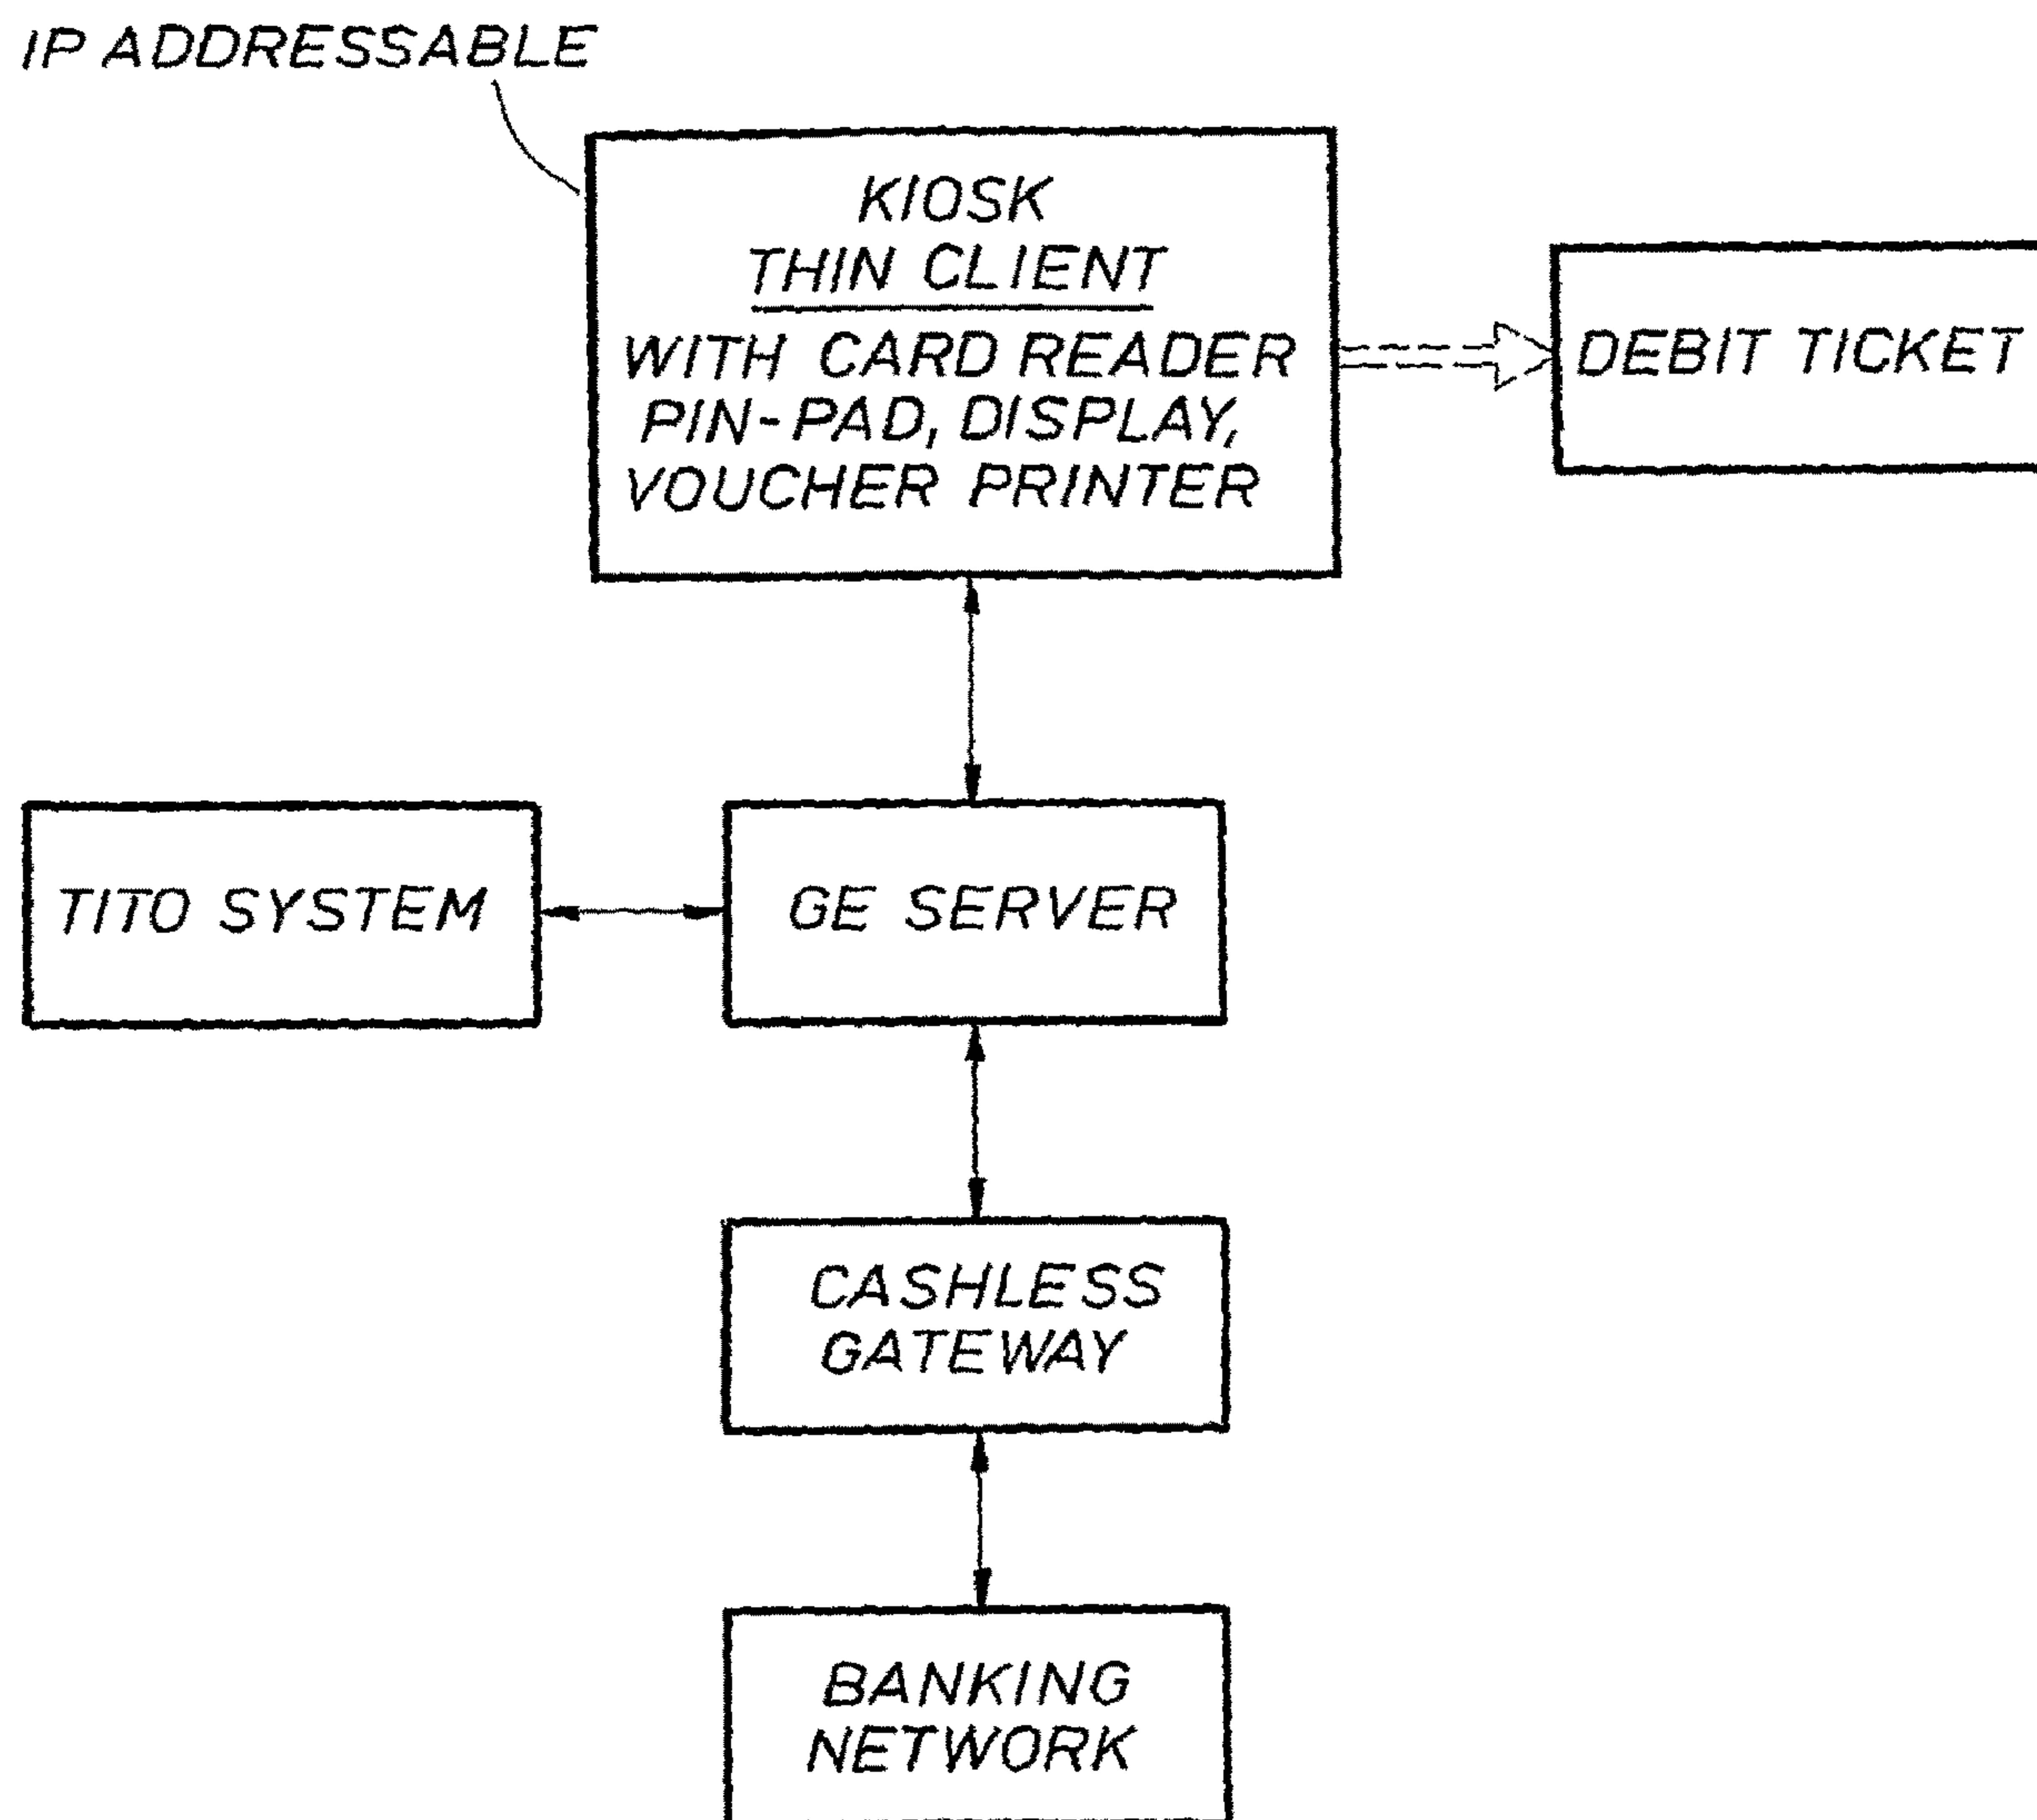 IP ADDRESSABLE
KIOSK
THIN CLIENT
WITH CARD READER
PIN-PAD, DISPLAY,
VOUCHER PRINTER
DEBIT TICKET
TITO SYSTEM
GE SERVER
CASHLESS
GATEWAY
BANKING
NETWORK